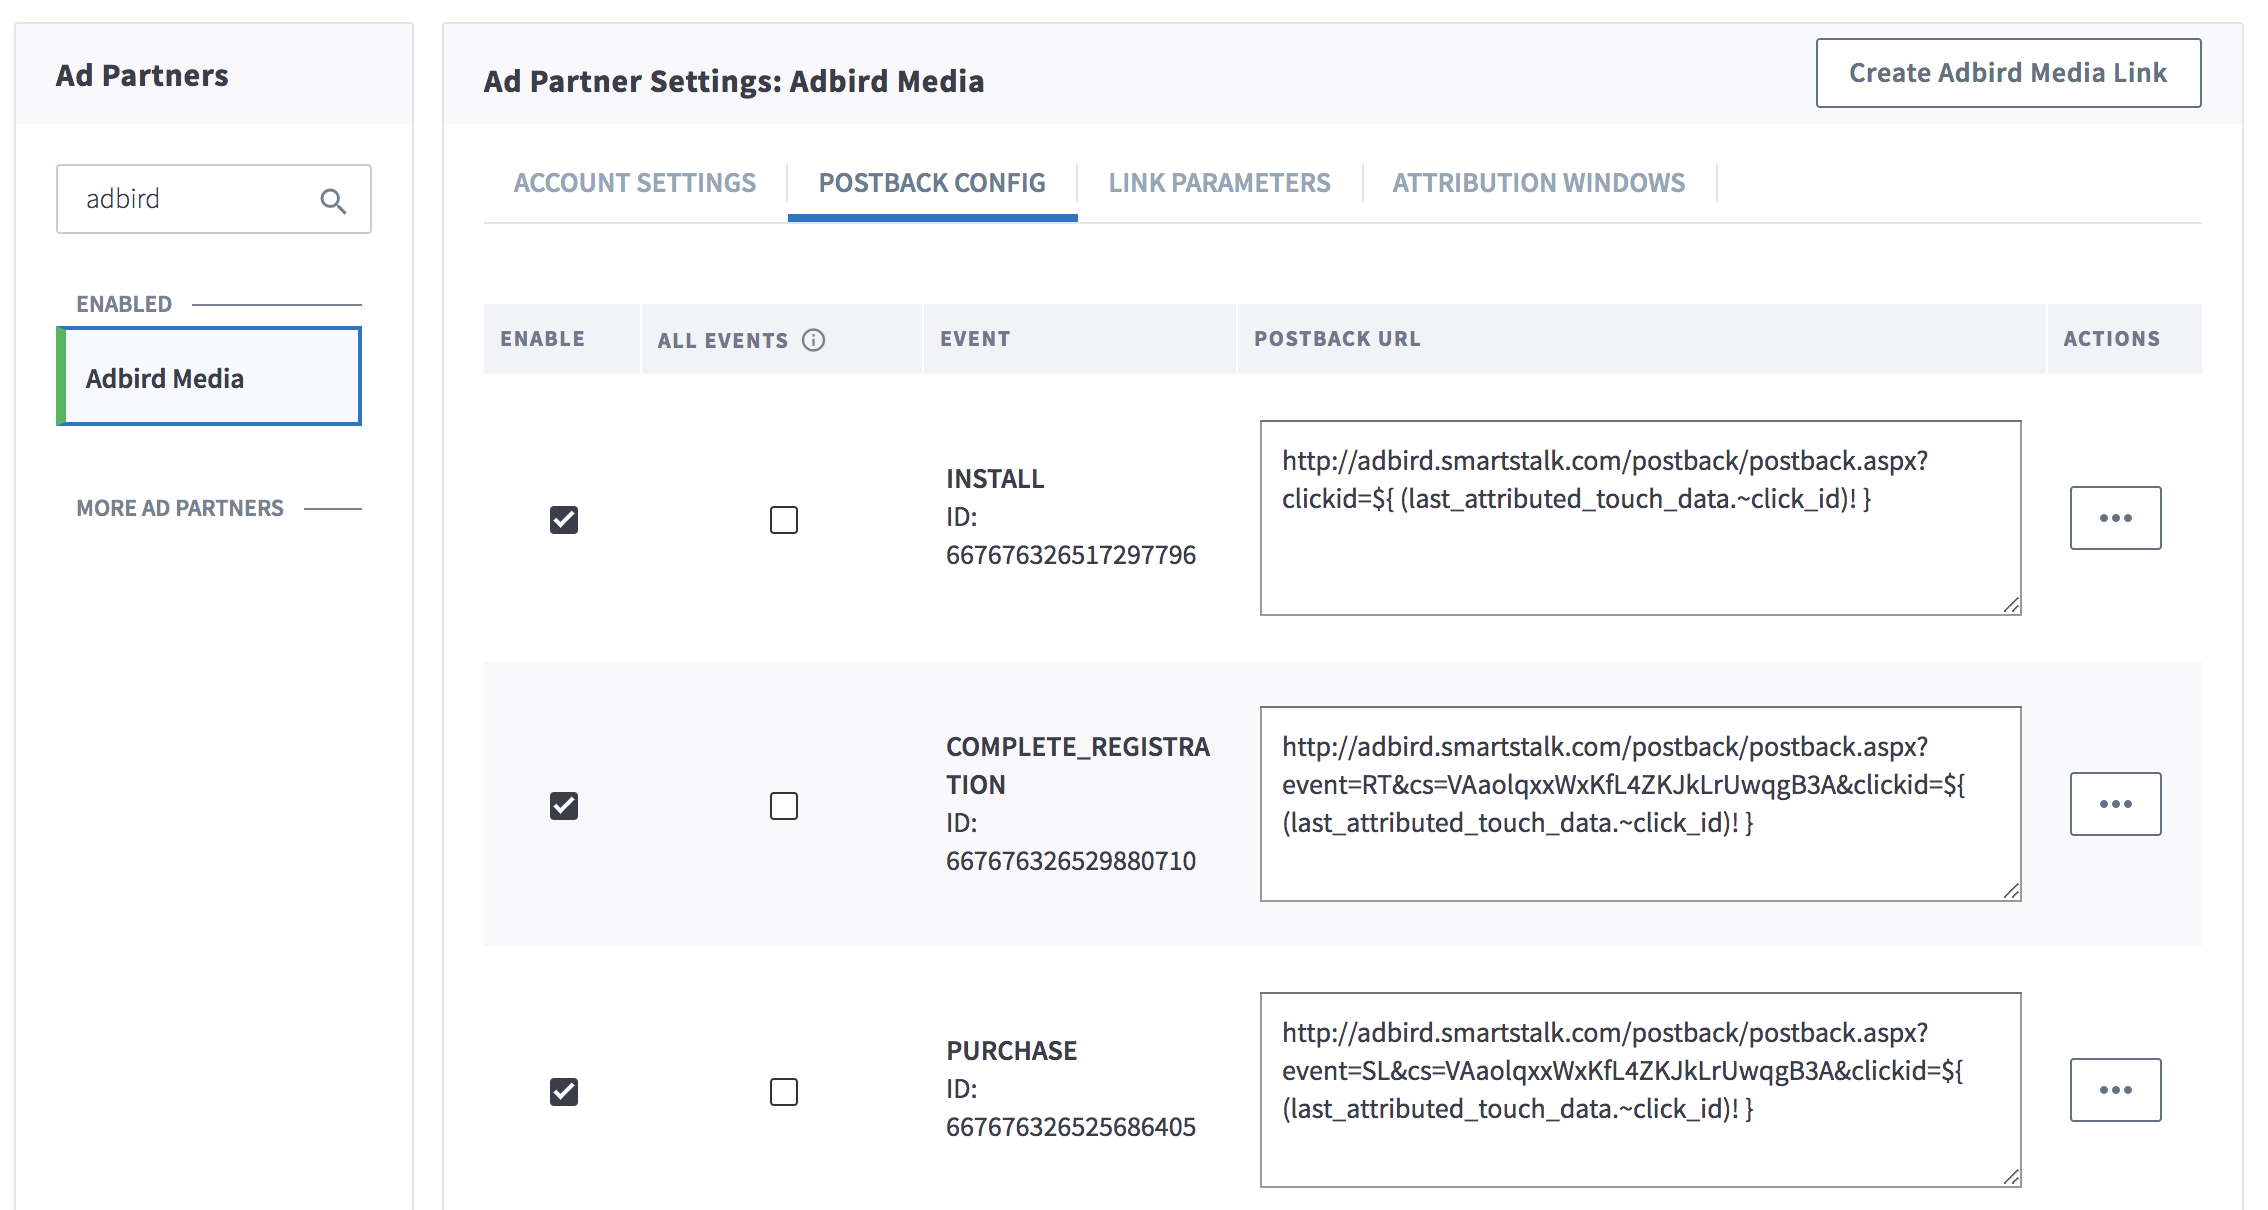 Ad Partners
adbird
ENABLED
Adbird Media
MORE AD PARTNERS
Ad Partner Settings: Adbird Media
Create Adbird Media Link
ACCOUNT SETTINGS
POSTBACK CONFIG
LINK PARAMETERS
ATTRIBUTION WINDOWS
ENABLE
ALL EVENTS
EVENT
POSTBACK URL
ACTIONS
INSTALL
ID:
667676326517297796
http://adbird.smartstalk.com/postback/postback.aspx?
clickid=${ (last_attributed_touch_data.~click_id)! }
COMPLETE_REGISTRA
TION
ID:
667676326529880710
http://adbird.smartstalk.com/postback/postback.aspx?
event=RT&cs=VAaolqxxWxKfL4ZKJkLrUwqgB3A&clickid=${
(last_attributed_touch_data.~click_id)! }
PURCHASE
ID:
667676326525686405
http://adbird.smartstalk.com/postback/postback.aspx?
event=SL&cs=VAaolqxxWxKfL4ZKJkLrUwqgB3A&clickid=${
(last_attributed_touch_data.~click_id)! }